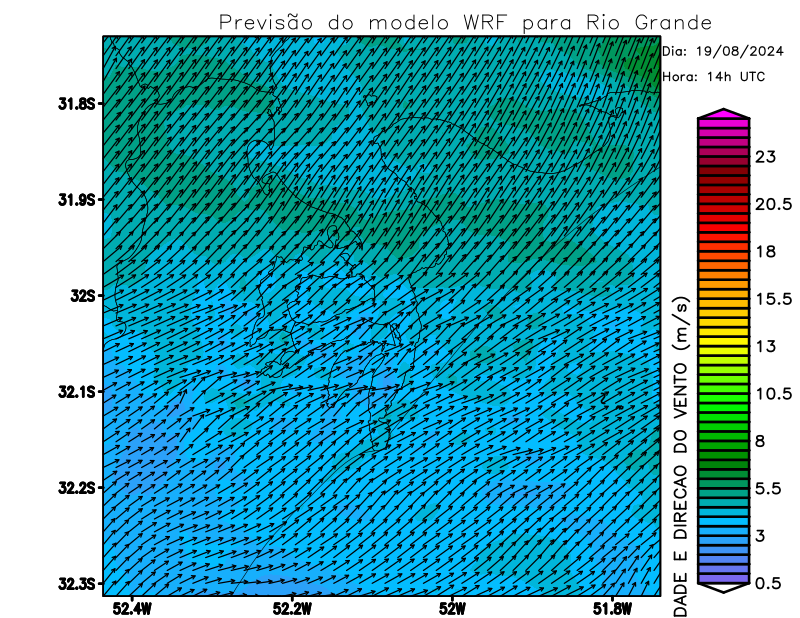 Previsão do modelo WRF para Rio Grande
Dia: 19/08/2024
Hora: 14h UTC
31.8S
31.9S
32S
32.1S
32.2S
32.3S
52.4W
52.2W
52W
51.8W
DADE E DIRECAO DO VENTO (m/s)
23
20.5
18
15.5
13
10.5
8
5.5
3
0.5